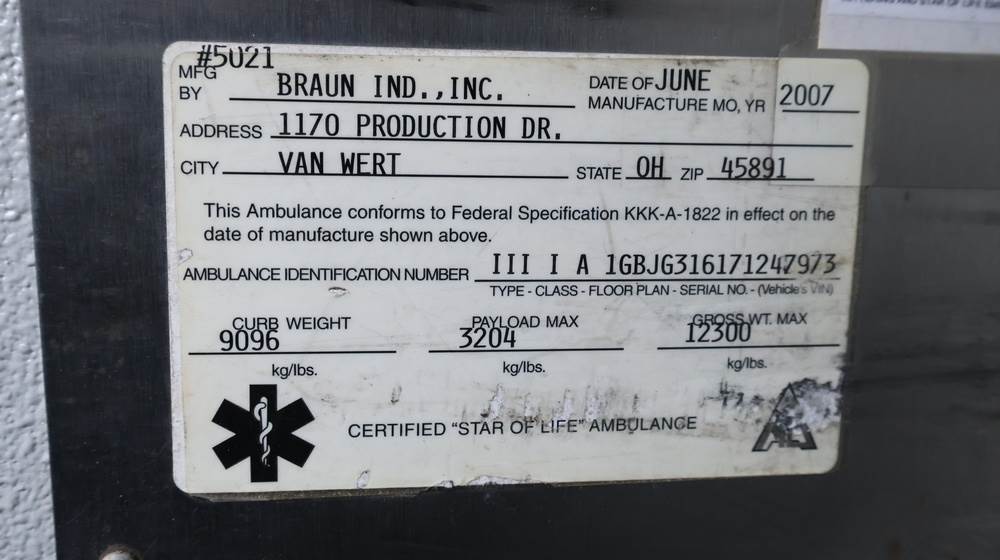 #5021
MFG BY BRAUN IND.,INC. DATE OF MANUFACTURE MO, YR JUNE 2007
ADDRESS 1170 PRODUCTION DR.
CITY VAN WERT STATE OH ZIP 45891
This Ambulance conforms to Federal Specification KKK-A-1822 in effect on the
date of manufacture shown above.
AMBULANCE IDENTIFICATION NUMBER III I A 1GBJG316171247973
TYPE - CLASS - FLOOR PLAN - SERIAL NO. - (Vehicle's VIN)
CURB WEIGHT PAYLOAD MAX GROSS WT. MAX
9096 3204 12300
kg/lbs. kg/lbs. kg/lbs.
CERTIFIED "STAR OF LIFE" AMBULANCE